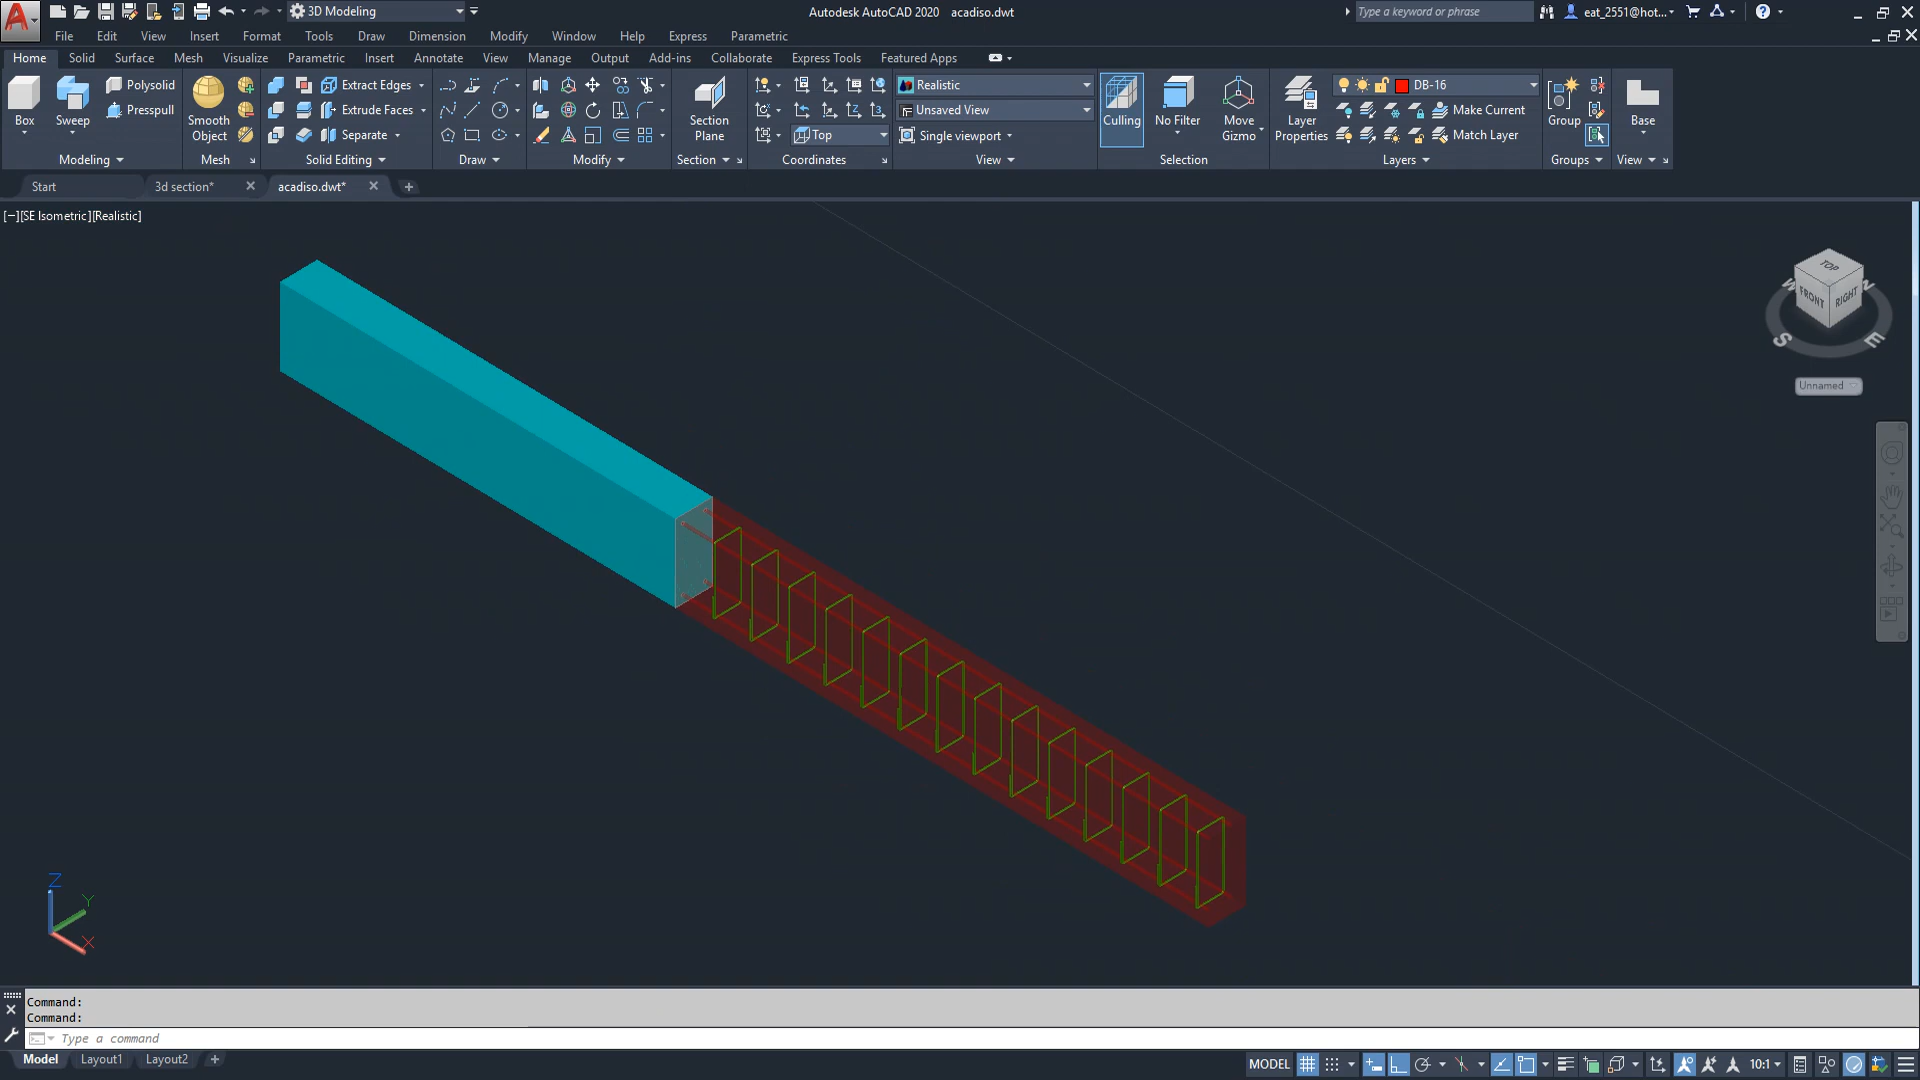 3D Modeling
Autodesk AutoCAD 2020 acadiso.dwt
Type a keyword or phrase
eat_2551@hot...
File Edit View Insert Format Tools Draw Dimension Modify Window Help Express Parametric
Home Solid Surface Mesh Visualize Parametric Insert Annotate View Manage Output Add-ins Collaborate Express Tools Featured Apps
Box
Sweep
Polysolid
Presspull
Modeling
Smooth
Object
Mesh
Extract Edges
Extrude Faces
Separate
Solid Editing
Draw
Modify
Section
Plane
Section
Top
Coordinates
Realistic
Unsaved View
Single viewport
View
Culling
No Filter
Move
Gizmo
Selection
Layer
Properties
DB-16
Make Current
Match Layer
Layers
Group
Groups
Base
View
Start
3d section*
acadiso.dwt*
[−][SE Isometric][Realistic]
TOP
FRONT
RIGHT
W
N
S
E
Unnamed
Z
Y
X
Command:
Command:
Type a command
Model Layout1 Layout2
MODEL
10:1